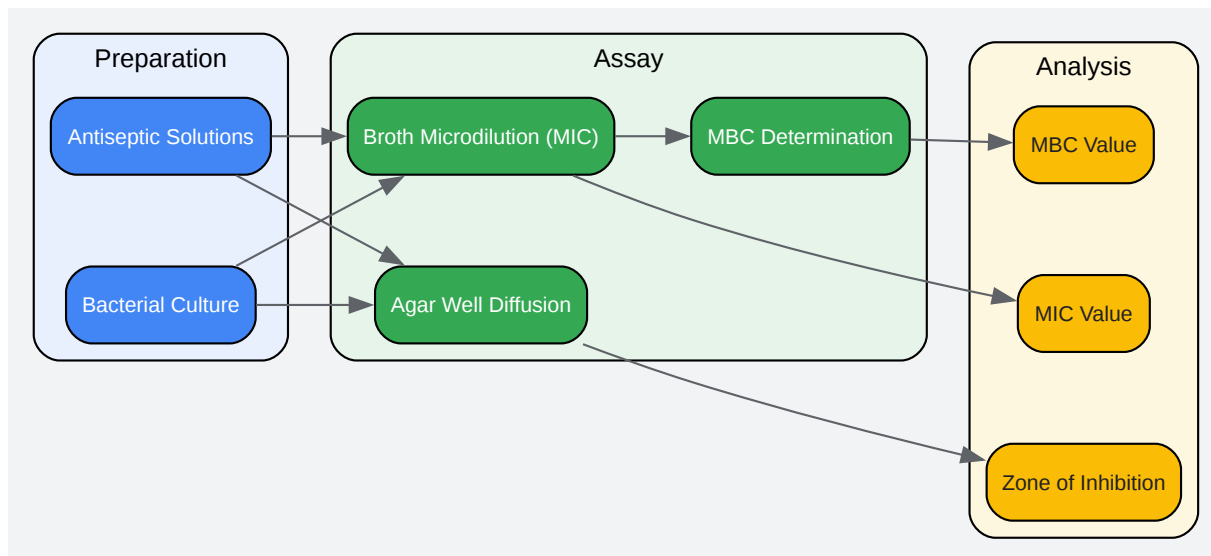 Preparation
Antiseptic Solutions
Bacterial Culture
Assay
Broth Microdilution (MIC)
MBC Determination
Agar Well Diffusion
Analysis
MBC Value
MIC Value
Zone of Inhibition